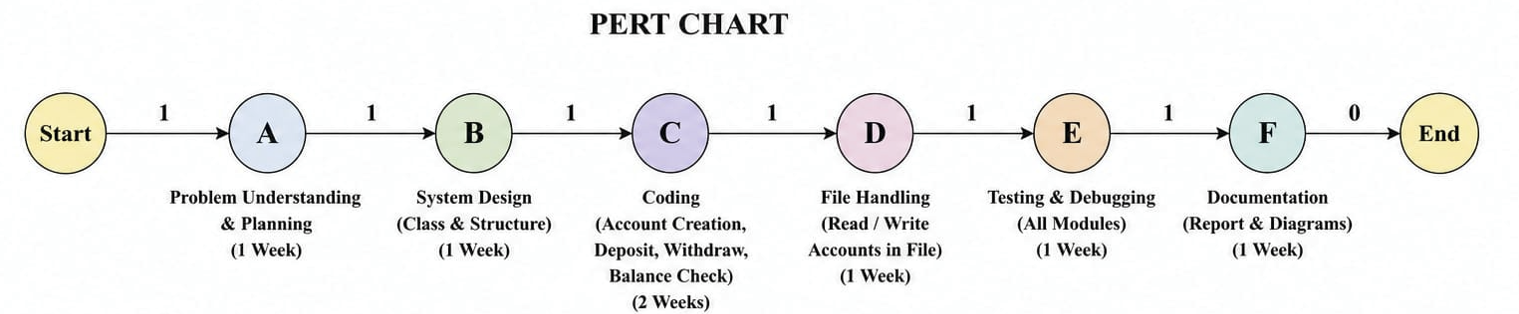 PERT CHART
1 1 1 1 1 1 0
Start A B C D E F End
Problem Understanding
& Planning
(1 Week)
System Design
(Class & Structure)
(1 Week)
Coding
(Account Creation,
Deposit, Withdraw,
Balance Check)
(2 Weeks)
File Handling
(Read / Write
Accounts in File)
(1 Week)
Testing & Debugging
(All Modules)
(1 Week)
Documentation
(Report & Diagrams)
(1 Week)